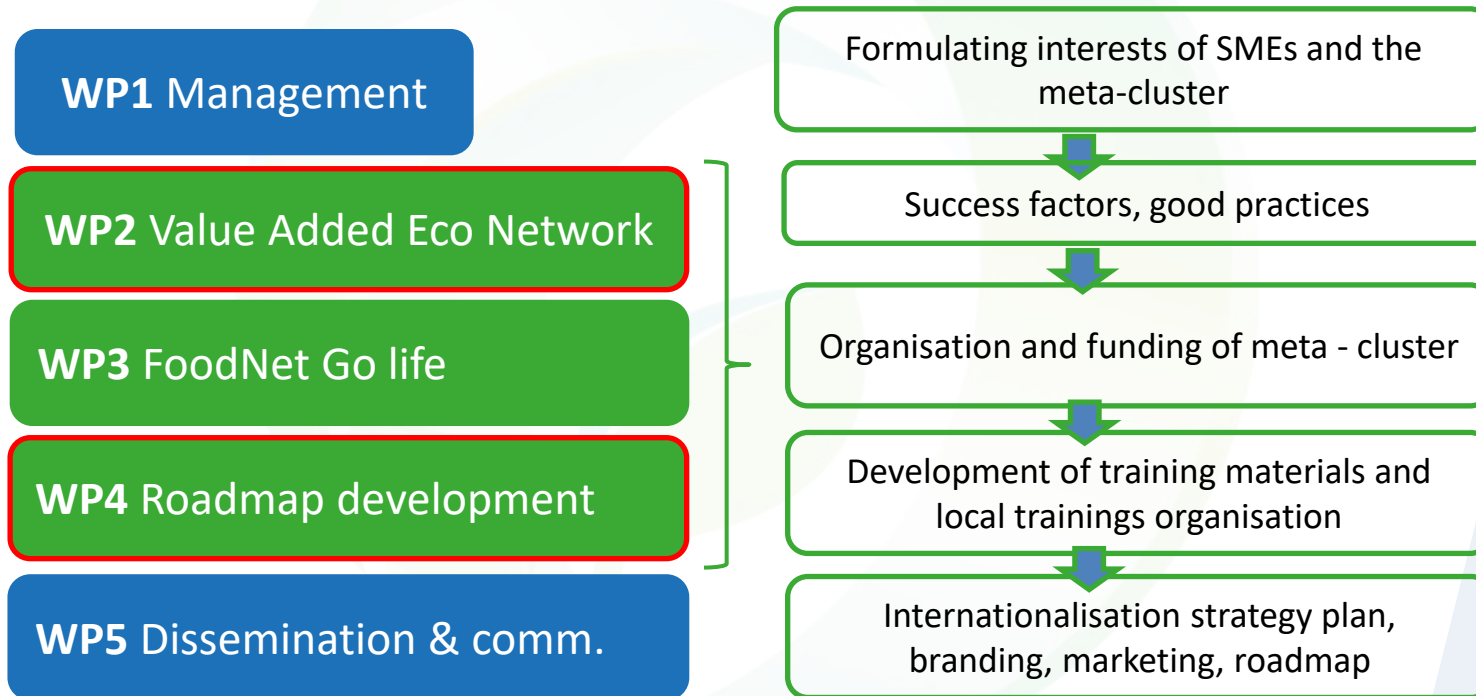 WP1 Management
WP2 Value Added Eco Network
WP3 FoodNet Go life
WP4 Roadmap development
WP5 Dissemination & comm.
Formulating interests of SMEs and the
meta-cluster
Success factors, good practices
Organisation and funding of meta - cluster
Development of training materials and
local trainings organisation
Internationalisation strategy plan,
branding, marketing, roadmap